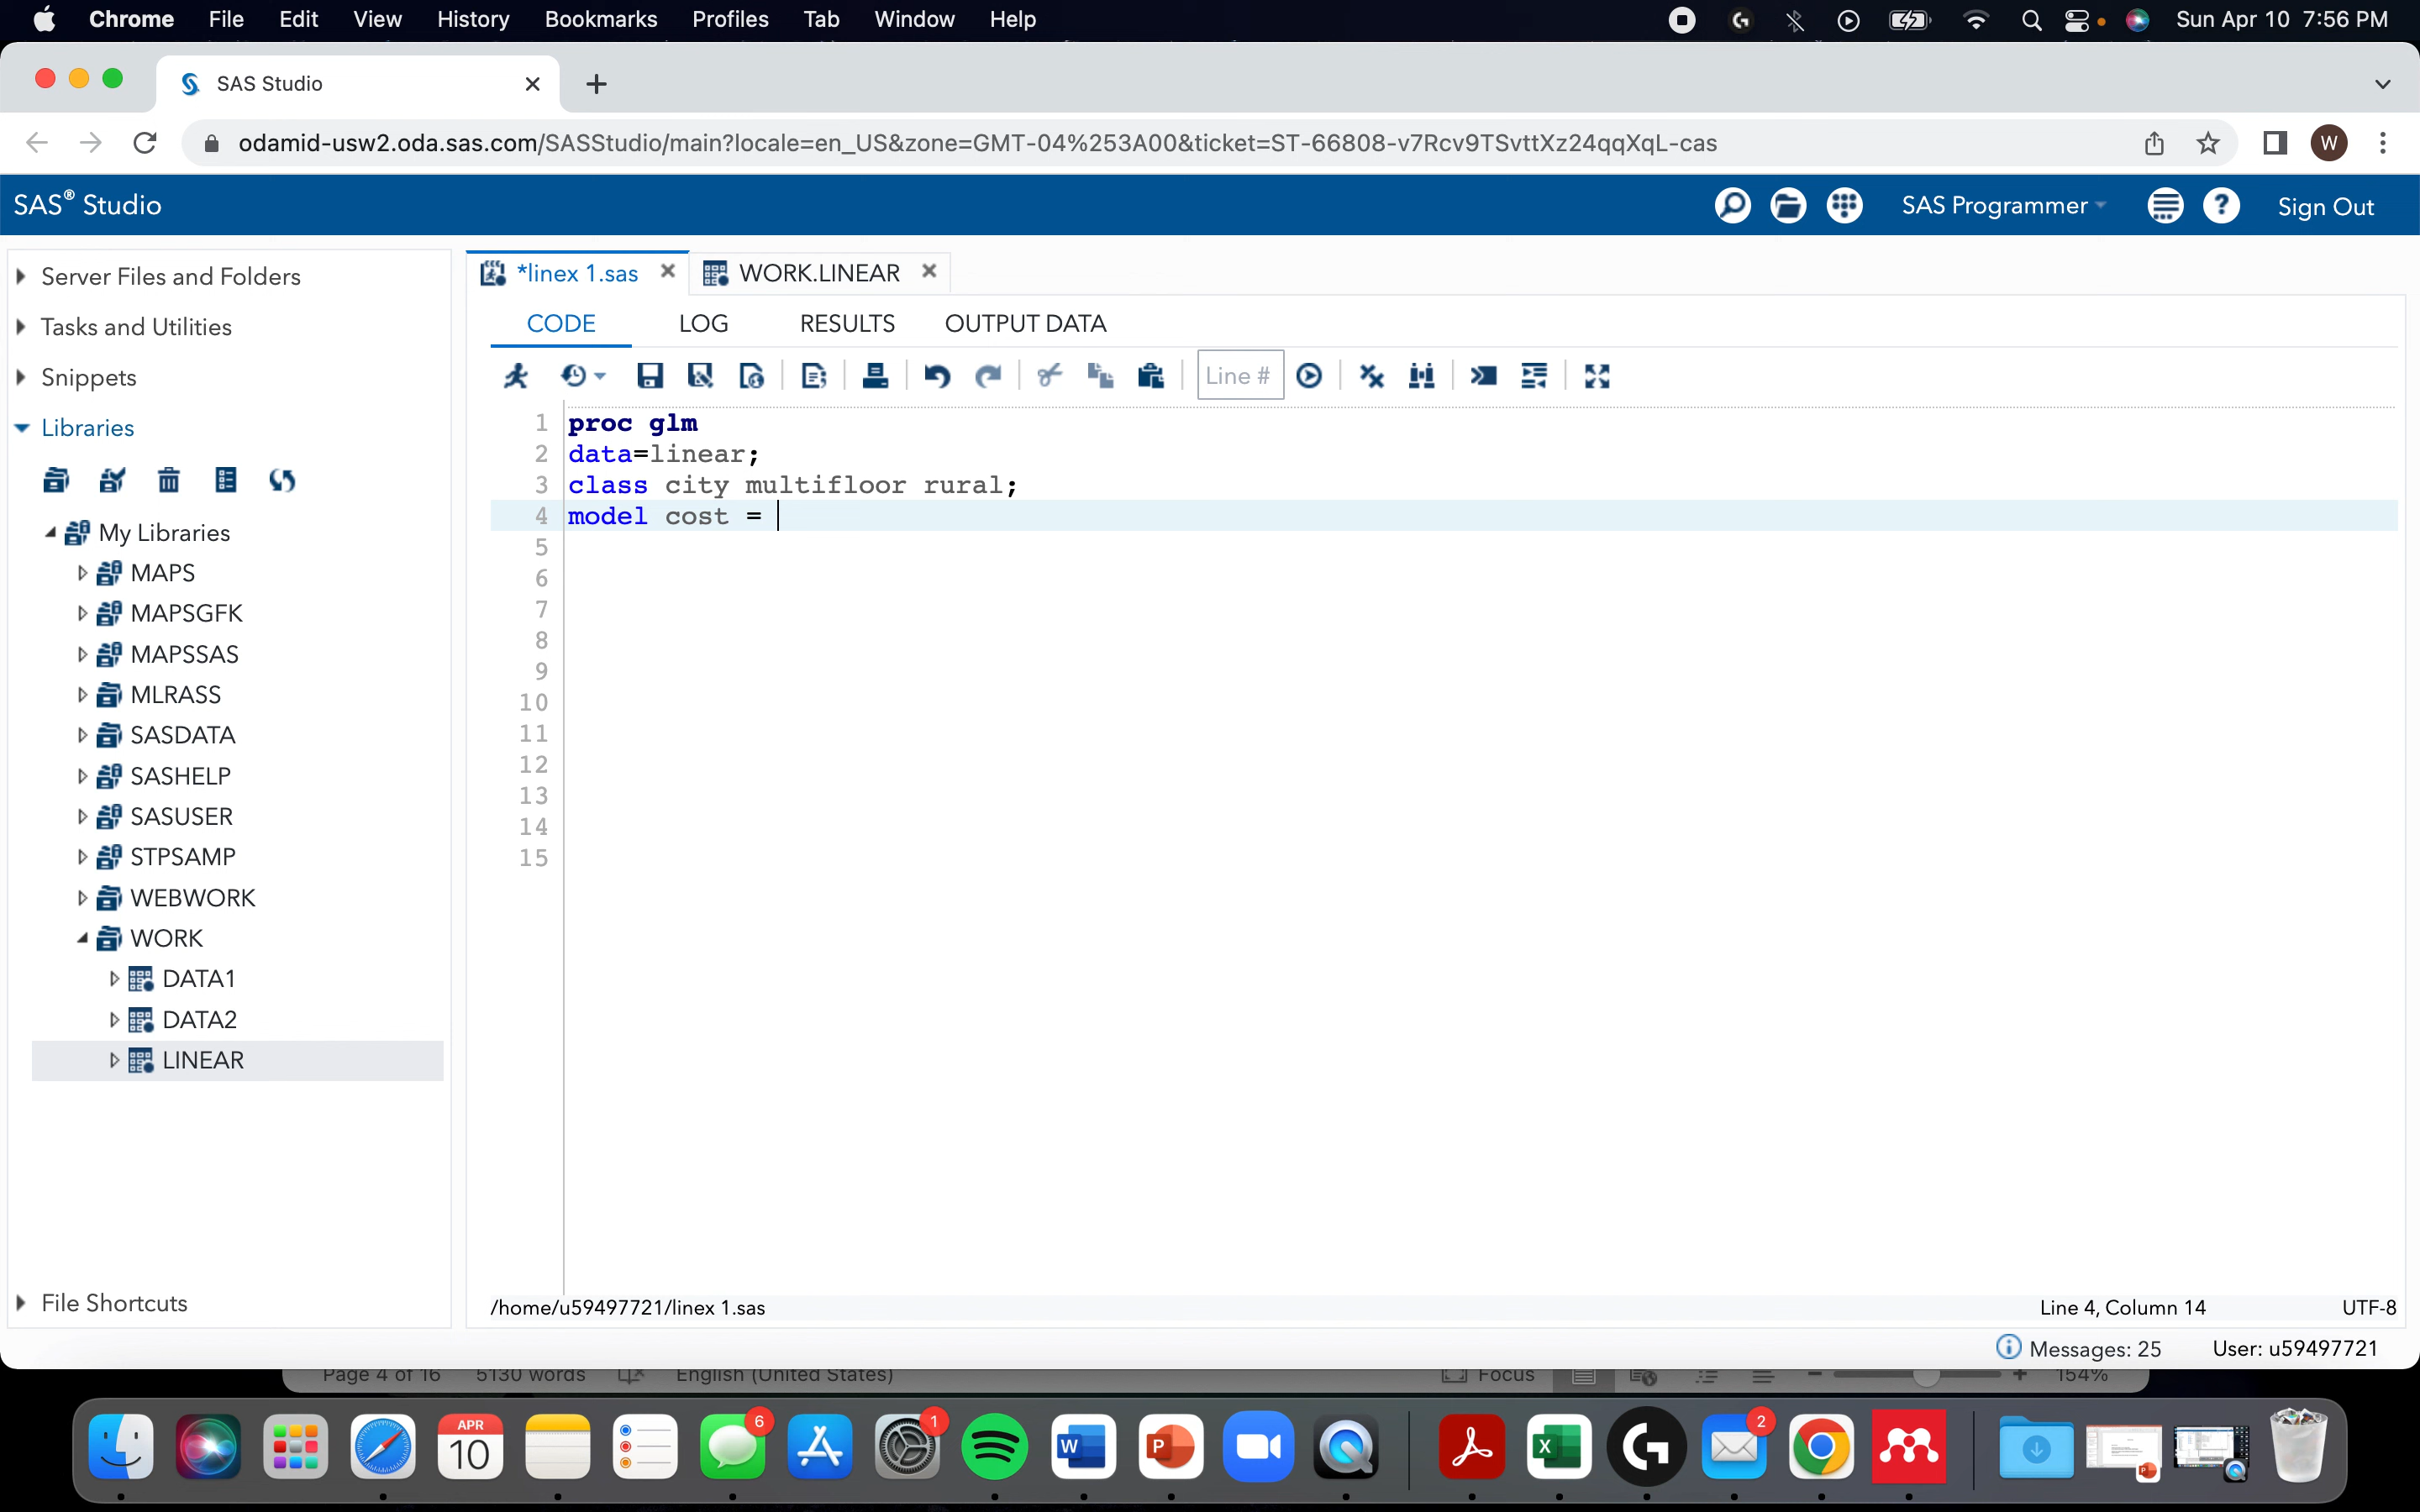 Chrome File Edit View History Bookmarks Profiles Tab Window Help Sun Apr 10 7:56 PM
SAS Studio
odamid-usw2.oda.sas.com/SASStudio/main?locale=en_US&zone=GMT-04%253A00&ticket=ST-66808-v7Rcv9TSvttXz24qqXqL-cas W
SAS® Studio SAS Programmer ? Sign Out
Server Files and Folders
Tasks and Utilities
Snippets
Libraries
My Libraries
MAPS
MAPSGFK
MAPSSAS
MLRASS
SASDATA
SASHELP
SASUSER
STPSAMP
WEBWORK
WORK
DATA1
DATA2
LINEAR
File Shortcuts
*linex 1.sas WORK.LINEAR
CODE LOG RESULTS OUTPUT DATA
Line #
1 proc glm
2 data=linear;
3 class city multifloor rural;
4 model cost =
5
6
7
8
9
10
11
12
13
14
15
/home/u59497721/linex 1.sas Line 4, Column 14 UTF-8
Messages: 25 User: u59497721
Page 4 of 16 5130 words English (United States) Focus 154%
APR
10
6
1
W
P
X
2